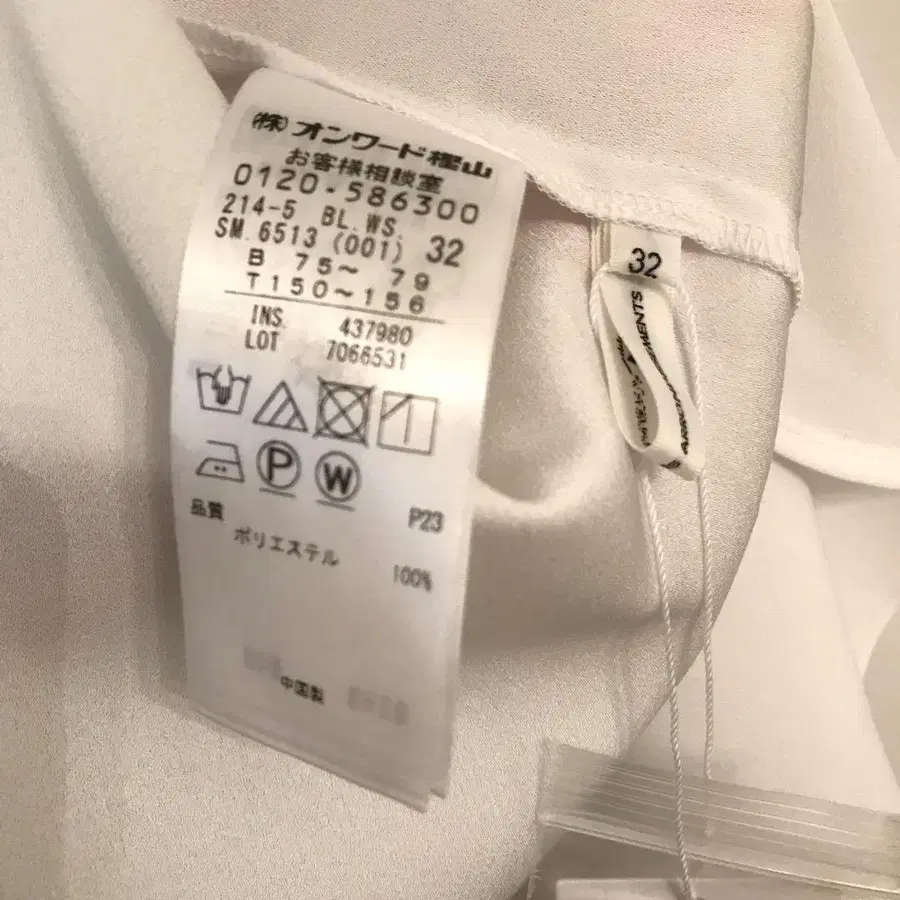 (株)オンワード樫山
お客様相談室
0120-586300
214-5 BL.WS. 32
SM.6513 (001)
B 75～ 79
T150～156
INS. 437980
LOT 7066531
P
W
品質 P23
ポリエステル 100%
中国製
32